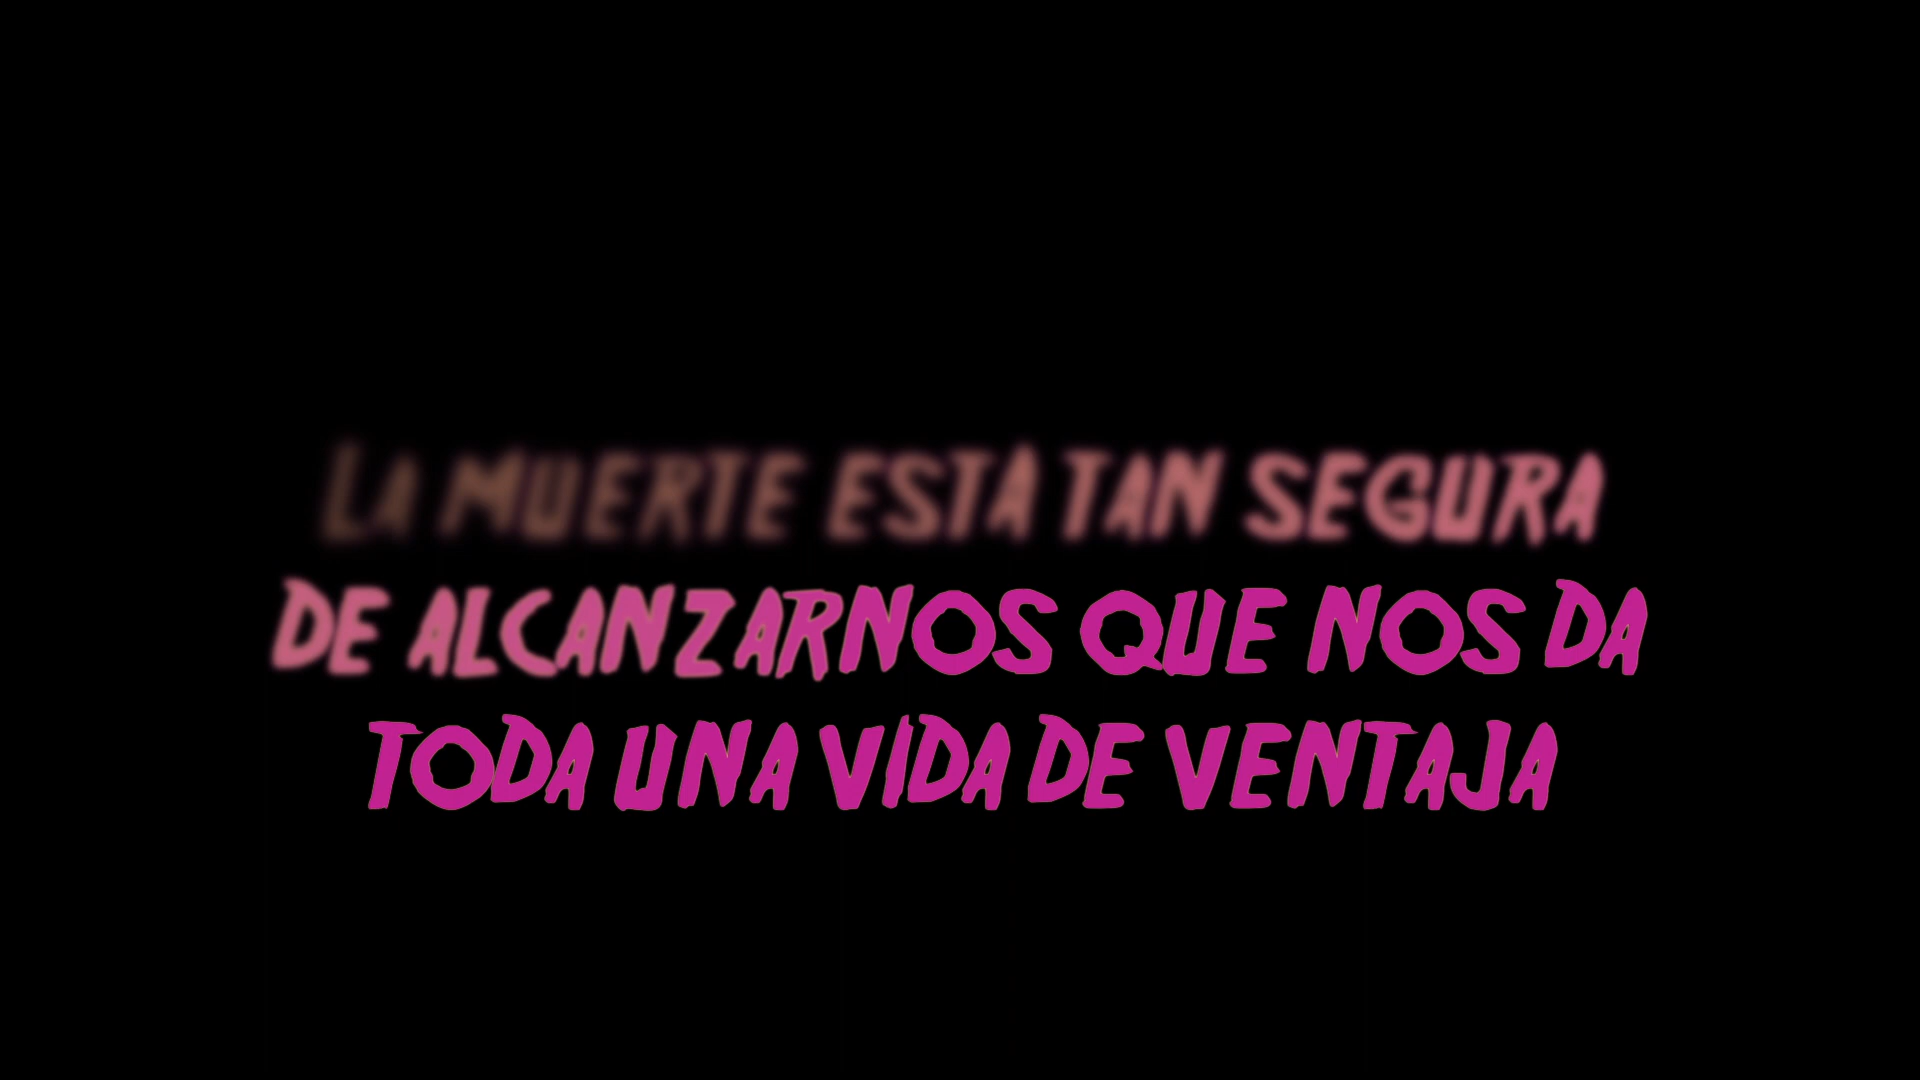 LA MUERTE ESTA TAN SEGURA
DE ALCANZARNOS QUE NOS DA
TODA UNA VIDA DE VENTAJA